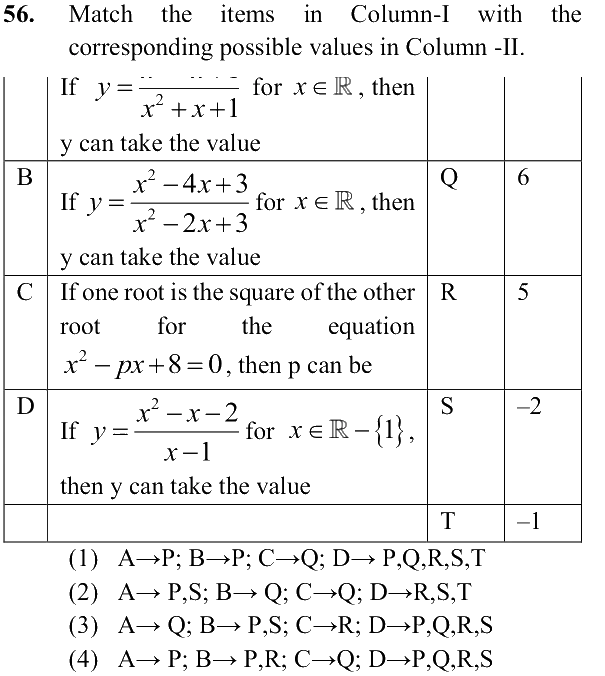 56. Match the items in Column-I with the
corresponding possible values in Column -II.
If y = / x² + x + 1 for x ∈ ℝ, then
y can take the value
B If y = (x² − 4x + 3)/(x² − 2x + 3) for x ∈ ℝ, then Q 6
y can take the value
C If one root is the square of the other R 5
root for the equation
x² − px + 8 = 0, then p can be
D If y = (x² − x − 2)/(x − 1) for x ∈ ℝ − {1}, S −2
then y can take the value
T −1
(1) A→P; B→P; C→Q; D→ P,Q,R,S,T
(2) A→ P,S; B→ Q; C→Q; D→R,S,T
(3) A→ Q; B→ P,S; C→R; D→P,Q,R,S
(4) A→ P; B→ P,R; C→Q; D→P,Q,R,S